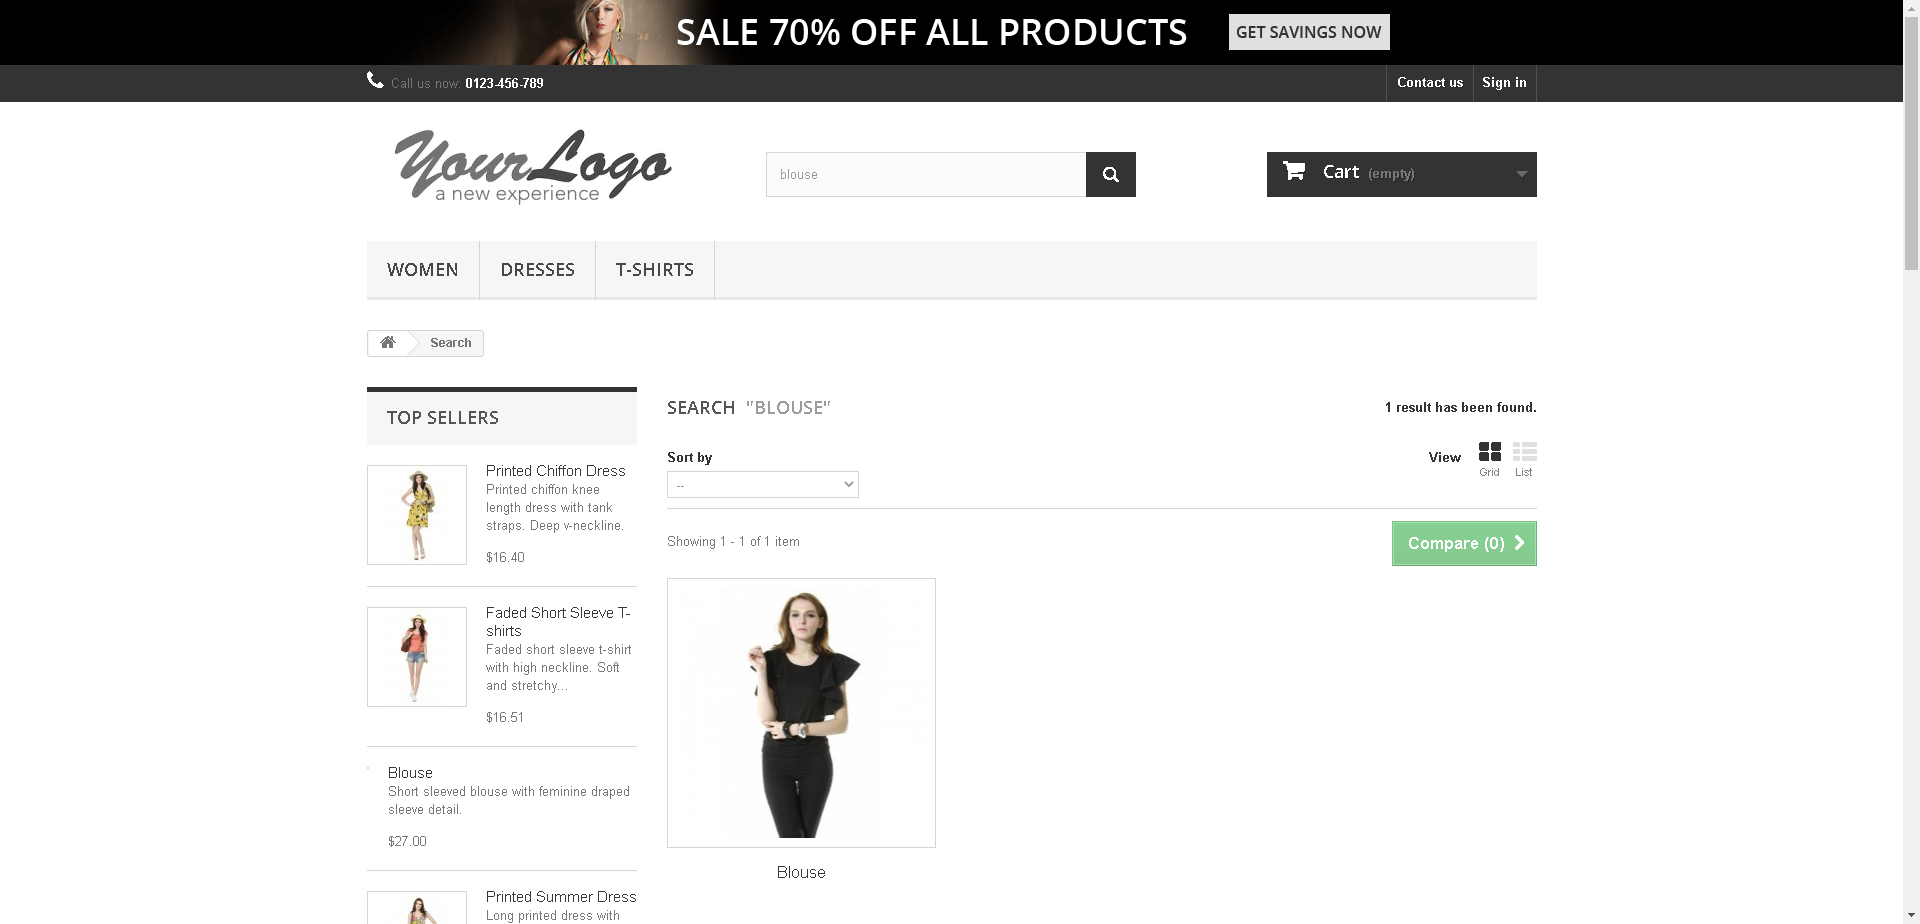 SALE 70% OFF ALL PRODUCTS
GET SAVINGS NOW
Call us now: 0123-456-789
Contact us
Sign in
YourLogo
a new experience
blouse
Cart (empty)
WOMEN
DRESSES
T-SHIRTS
Search
TOP SELLERS
Printed Chiffon Dress
Printed chiffon knee
length dress with tank
straps. Deep v-neckline.
$16.40
Faded Short Sleeve T-
shirts
Faded short sleeve t-shirt
with high neckline. Soft
and stretchy...
$16.51
Blouse
Short sleeved blouse with feminine draped
sleeve detail.
$27.00
Printed Summer Dress
Long printed dress with
SEARCH "BLOUSE"
1 result has been found.
Sort by
--
View
Grid
List
Showing 1 - 1 of 1 item
Compare (0)
Blouse